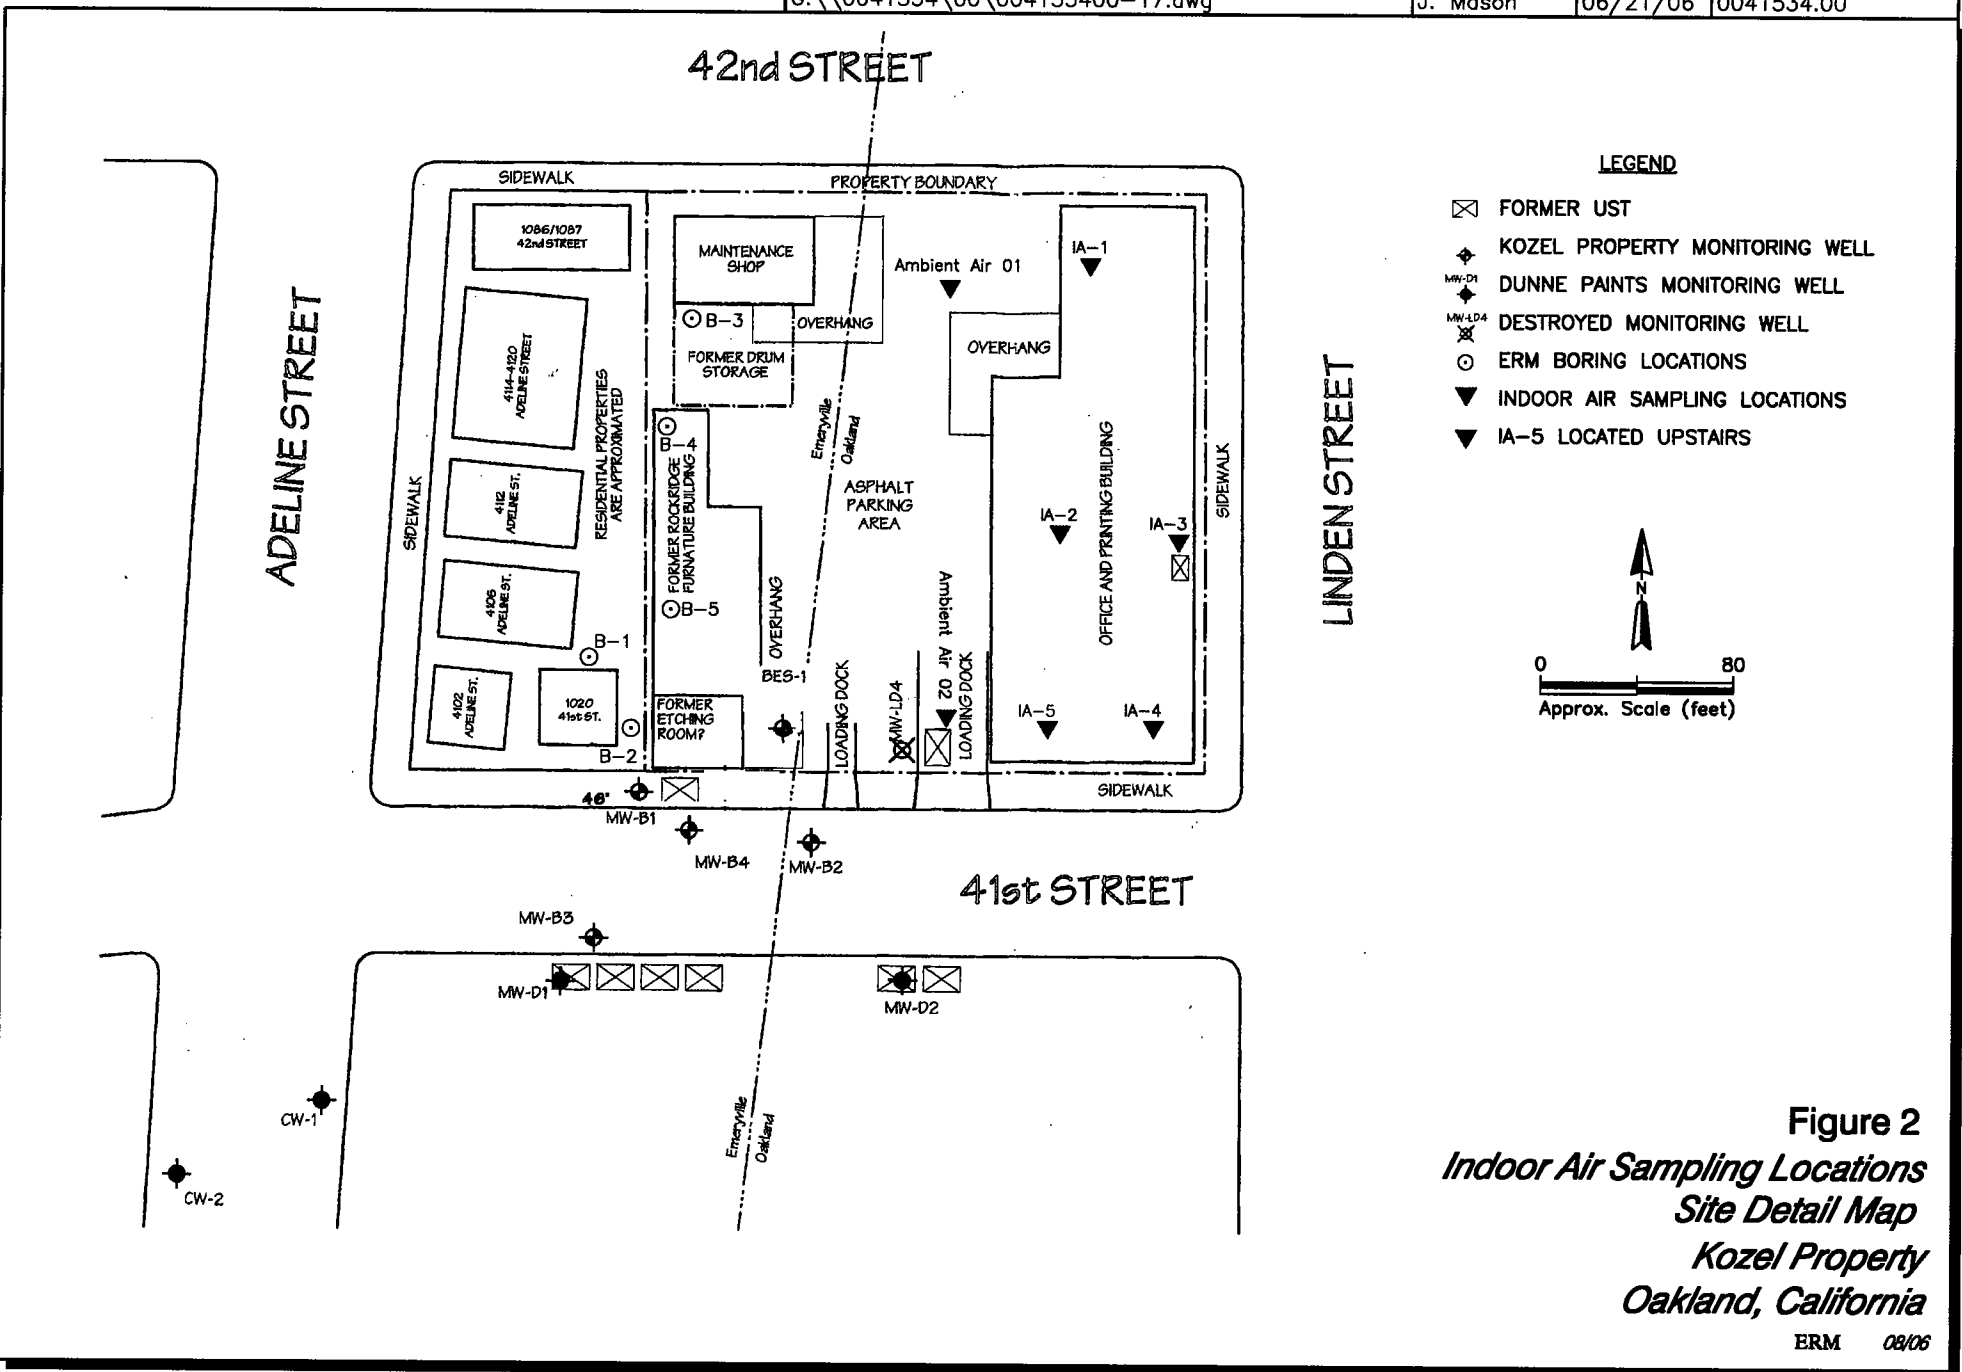 J. Mason
06/21/06
0041534.00
42nd STREET
SIDEWALK
PROPERTY BOUNDARY
1086/1087
42nd STREET
MAINTENANCE
SHOP
Ambient Air 01
IA-1
B-3
OVERHANG
OVERHANG
FORMER DRUM
STORAGE
4114-4120
ADELINE STREET
RESIDENTIAL PROPERTIES
ARE APPROXIMATED
ADELINE STREET
SIDEWALK
Emeryville
Oakland
B-4
FORMER ROCKRIDGE
FURNATURE BUILDING
ASPHALT
PARKING
AREA
OFFICE AND PRINTING BUILDING
IA-2
IA-3
SIDEWALK
LINDEN STREET
4112
ADELINE ST.
4106
ADELINE ST.
B-5
OVERHANG
B-1
BES-1
4102
ADELINE ST.
1020
41st ST.
B-2
FORMER
ETCHING
ROOM?
LOADING DOCK
MW-LD4
Ambient Air 02
LOADING DOCK
IA-5
IA-4
SIDEWALK
46'
MW-B1
MW-B4
MW-B2
41st STREET
MW-B3
MW-D1
MW-D2
CW-1
CW-2
Emeryville
Oakland
LEGEND
FORMER UST
KOZEL PROPERTY MONITORING WELL
MW-D1
DUNNE PAINTS MONITORING WELL
MW-LD4
DESTROYED MONITORING WELL
ERM BORING LOCATIONS
INDOOR AIR SAMPLING LOCATIONS
IA-5 LOCATED UPSTAIRS
N
0 80
Approx. Scale (feet)
Figure 2
Indoor Air Sampling Locations
Site Detail Map
Kozel Property
Oakland, California
ERM 08/06